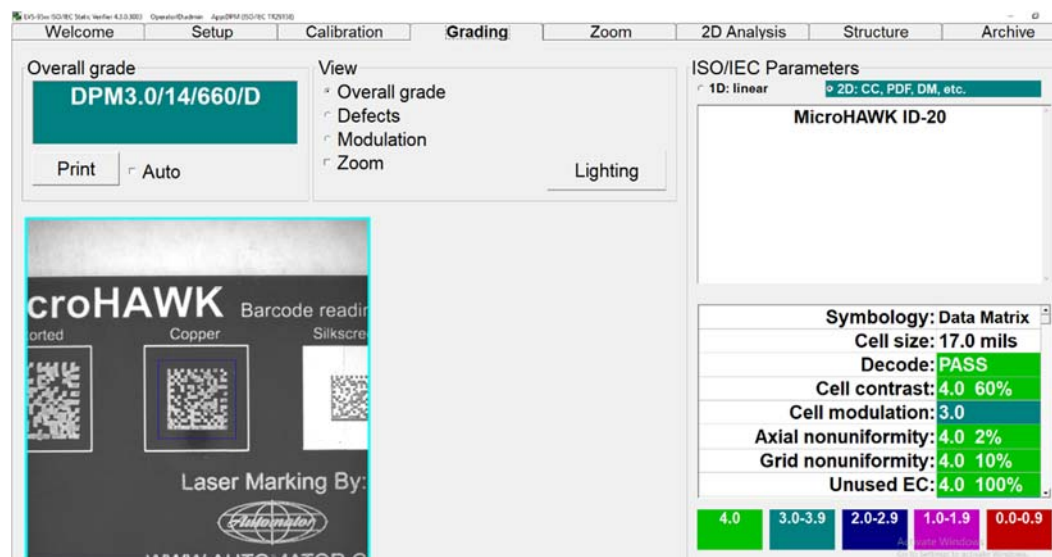 EVS-95xx ISO/IEC Static Verifier 4.3.0.3003 Operator ID:admin App:DPM (ISO/IEC TR29158)
Welcome Setup Calibration Grading Zoom 2D Analysis Structure Archive
Overall grade
DPM3.0/14/660/D
Print
Auto
View
Overall grade
Defects
Modulation
Zoom
Lighting
ISO/IEC Parameters
1D: linear 2D: CC, PDF, DM, etc.
MicroHAWK ID-20
croHAWK Barcode readin
orted Copper Silkscre
Laser Marking By:
Automator
WWW.AUTOMATOR.C
Symbology: Data Matrix
Cell size: 17.0 mils
Decode: PASS
Cell contrast: 4.0 60%
Cell modulation: 3.0
Axial nonuniformity: 4.0 2%
Grid nonuniformity: 4.0 10%
Unused EC: 4.0 100%
4.0 3.0-3.9 2.0-2.9 1.0-1.9 0.0-0.9
Activate Windows